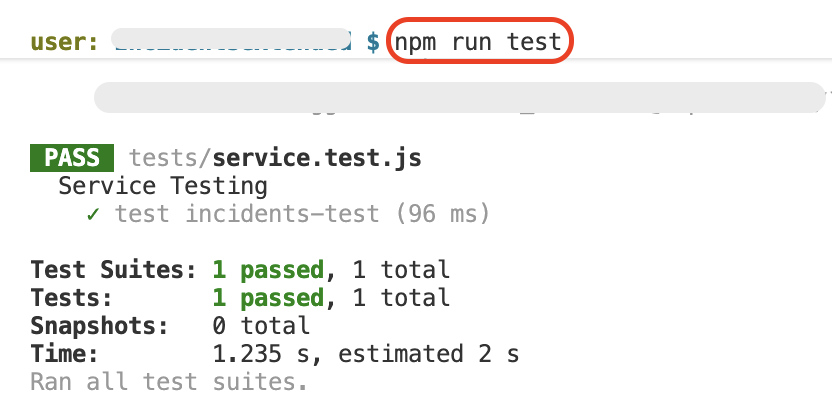 user: $ npm run test
PASS tests/service.test.js
Service Testing
✓ test incidents-test (96 ms)
Test Suites: 1 passed, 1 total
Tests: 1 passed, 1 total
Snapshots: 0 total
Time: 1.235 s, estimated 2 s
Ran all test suites.